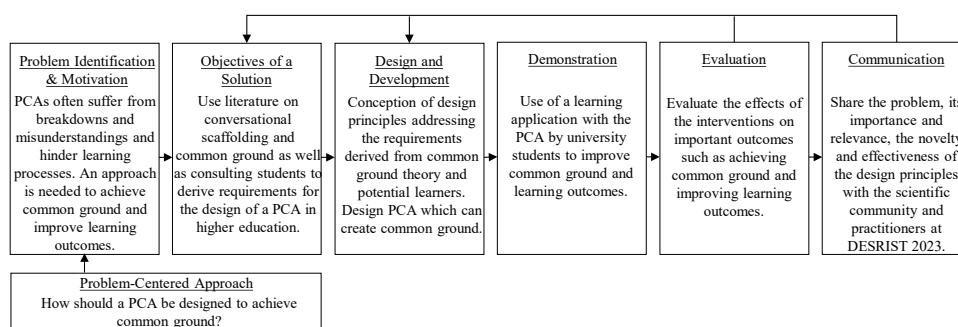 Problem Identification
& Motivation
PCAs often suffer from
breakdowns and
misunderstandings and
hinder learning
processes. An approach
is needed to achieve
common ground and
improve learning
outcomes.
Objectives of a
Solution
Use literature on
conversational
scaffolding and
common ground as well
as consulting students to
derive requirements for
the design of a PCA in
higher education.
Design and
Development
Conception of design
principles addressing the
requirements
derived from common
ground theory and
potential learners.
Design PCA which can
create common ground.
Demonstration
Use of a learning
application with the
PCA by university
students to improve
common ground and
learning outcomes.
Evaluation
Evaluate the effects of
the interventions on
important outcomes
such as achieving
common ground and
improving learning
outcomes.
Communication
Share the problem, its
importance and
relevance, the novelty
and effectiveness of
the design principles
with the scientific
community and
practitioners at
DESRIST 2023.
Problem-Centered Approach
How should a PCA be designed to achieve
common ground?